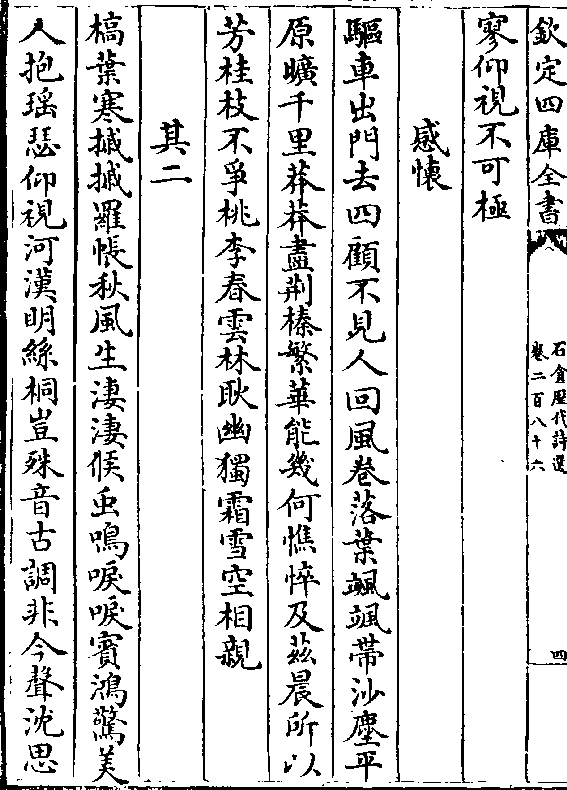 欽定四庫全書
石倉歷代詩選
卷二百八十六
四
寥仰視不可極
感懷
驅車出門去四顧不見人回風卷落葉颯颯帶沙塵平
原曠千里莽莽盡荆榛繁華能幾何憔悴及茲晨所以
芳桂枝不爭桃李春雲林耿幽獨霜雪空相親
其二
槁葉寒摵摵羅帳秋風生淒淒候虫鳴唳唳賓鴻驚美
人抱瑶瑟仰視河漢明絲桐豈殊音古調非今聲沈思